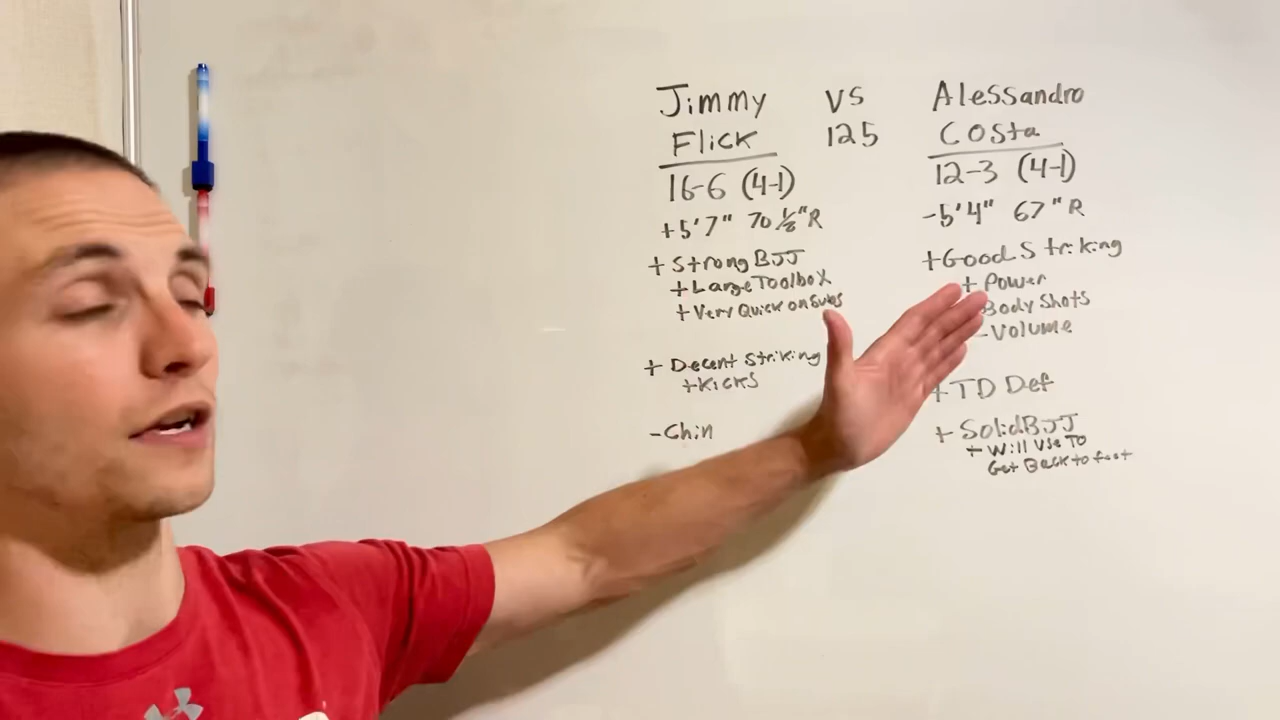 Jimmy vs Alessandro
Flick 125 Costa
16-6 (4-1)
+5'7" 70 ½"R
+ Strong BJJ
+Large Toolbox
+ Very Quick on Subs
+ Decent Striking
+Kicks
-Chin
12-3 (4-1)
-5'4" 67"R
+Good Striking
+ Power
Body Shots
-Volume
+TD Def
+ Solid BJJ
+ Will Use To
Get Back to feet